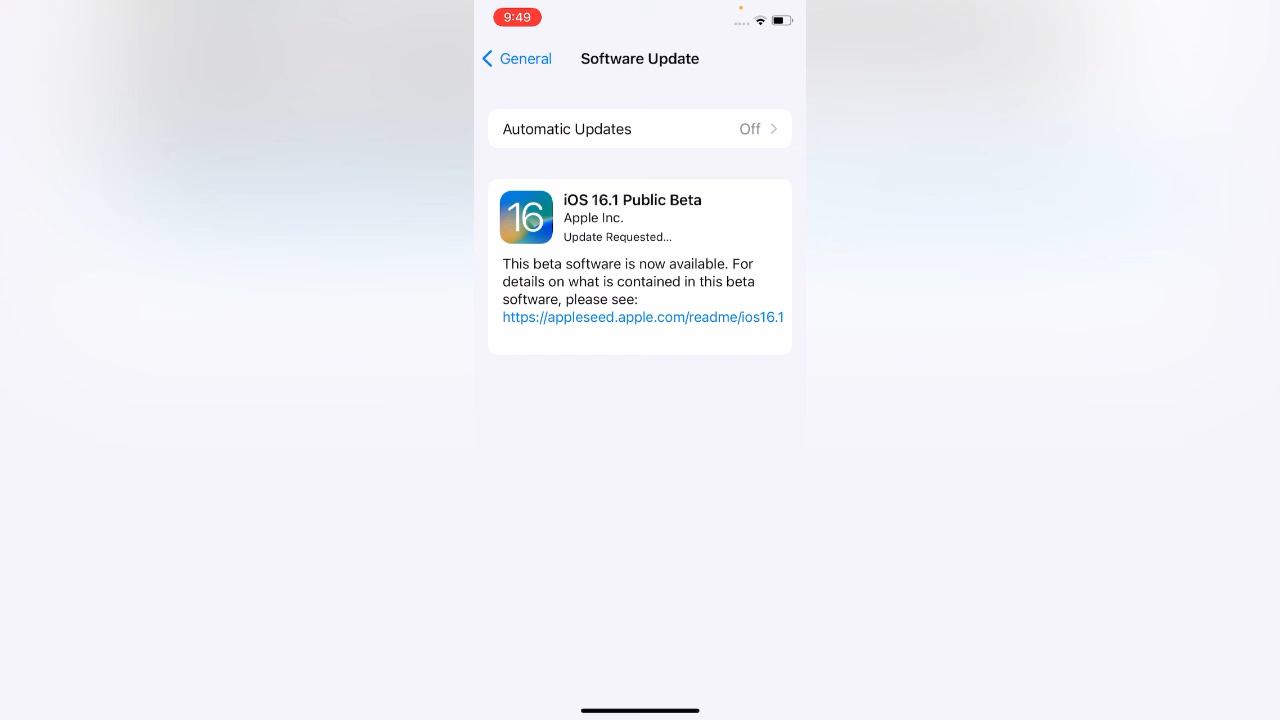 9:49
General
Software Update
Automatic Updates
Off
16
iOS 16.1 Public Beta
Apple Inc.
Update Requested...
This beta software is now available. For
details on what is contained in this beta
software, please see:
https://appleseed.apple.com/readme/ios16.1